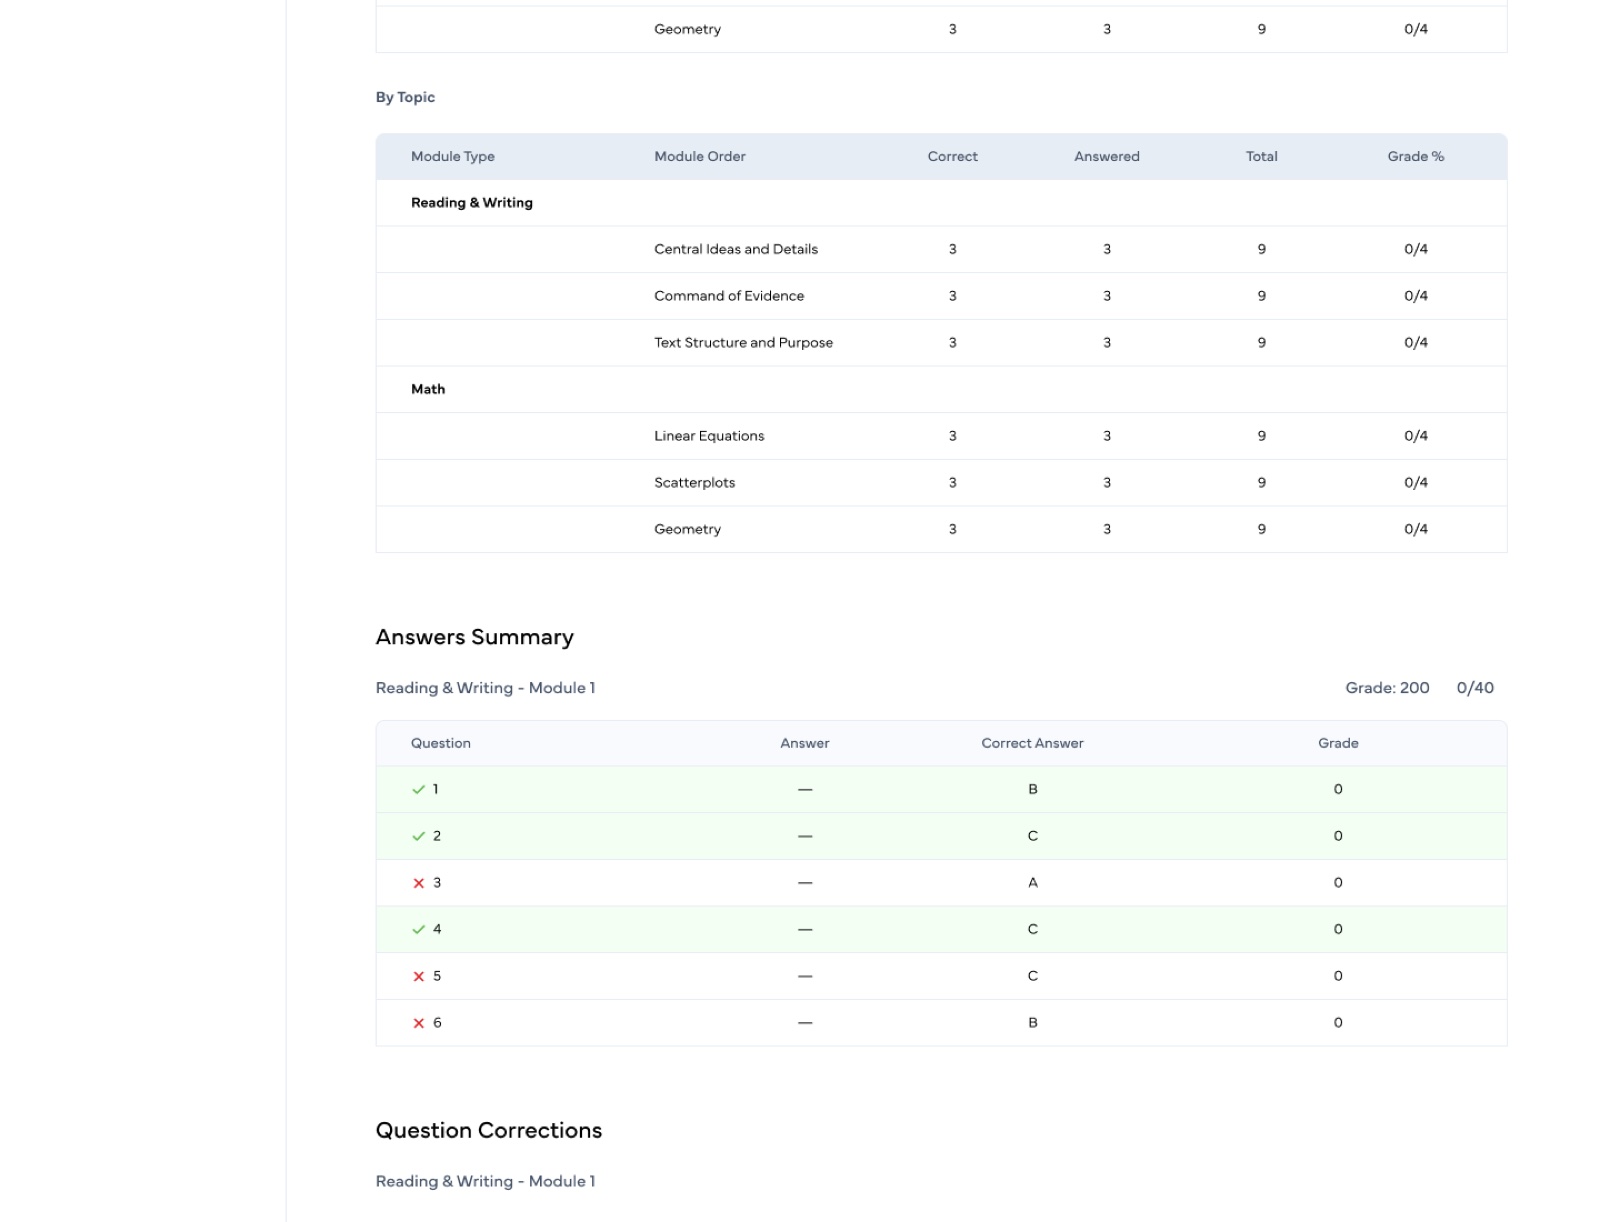 Geometry 3 3 9 0/4
By Topic
Module Type Module Order Correct Answered Total Grade %
Reading & Writing
Central Ideas and Details 3 3 9 0/4
Command of Evidence 3 3 9 0/4
Text Structure and Purpose 3 3 9 0/4
Math
Linear Equations 3 3 9 0/4
Scatterplots 3 3 9 0/4
Geometry 3 3 9 0/4
Answers Summary
Reading & Writing - Module 1 Grade: 200 0/40
Question Answer Correct Answer Grade
1 — B 0
2 — C 0
3 — A 0
4 — C 0
5 — C 0
6 — B 0
Question Corrections
Reading & Writing - Module 1